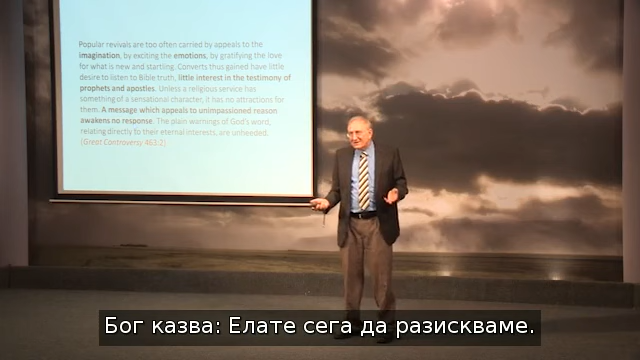 Popular revivals are too often carried by appeals to the
imagination, by exciting the emotions, by gratifying the love
for what is new and startling. Converts thus gained have little
desire to listen to Bible truth, little interest in the testimony of
prophets and apostles. Unless a religious service has
something of a sensational character, it has no attractions for
them. A message which appeals to unimpassioned reason
awakens no response. The plain warnings of God's word,
relating directly to their eternal interests, are unheeded.
(Great Controversy 463.2)
Бог казва: Елате сега да разискваме.